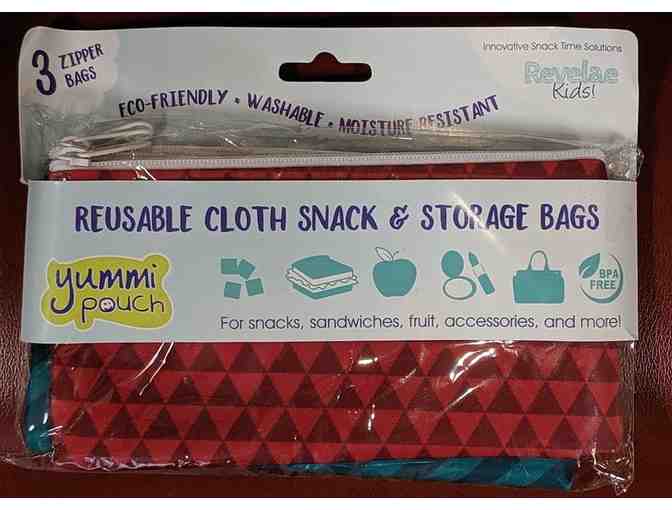 3 ZIPPER
BAGS
Innovative Snack Time Solutions
Revelae
Kids!
ECO-FRIENDLY • WASHABLE • MOISTURE RESISTANT
REUSABLE CLOTH SNACK & STORAGE BAGS
yummi
pouch
BPA
FREE
For snacks, sandwiches, fruit, accessories, and more!